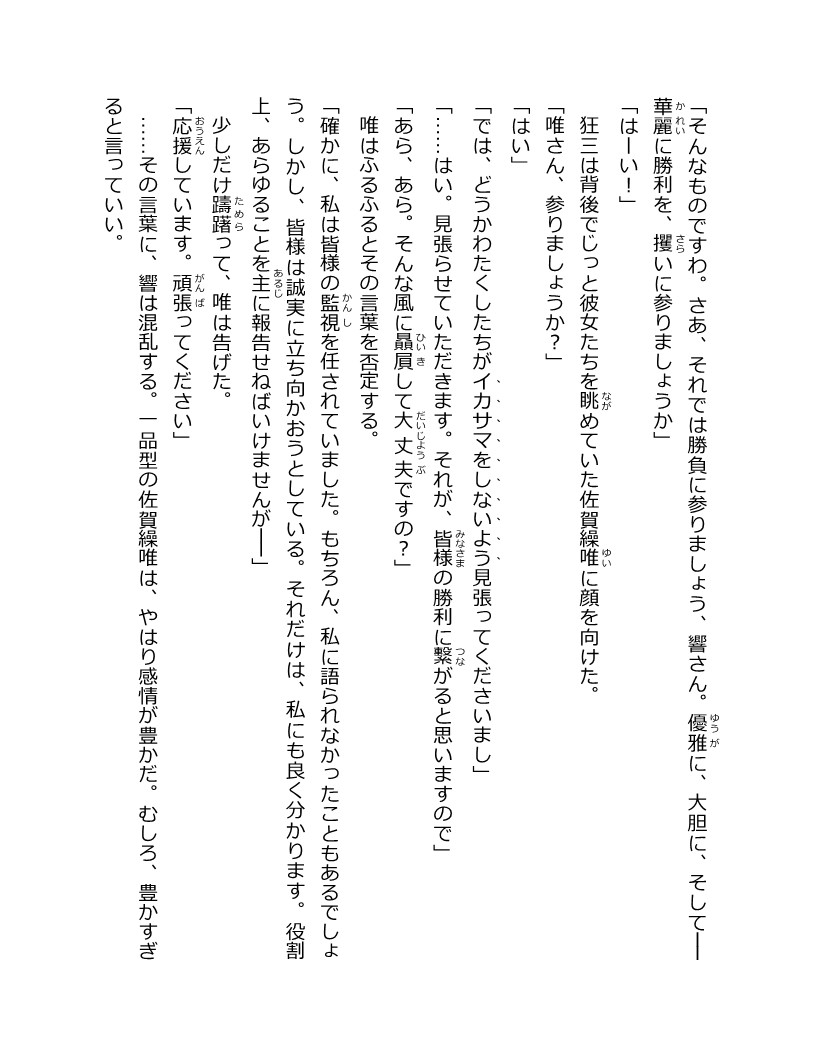 「そんなものですわ。さあ、それでは勝負に参りましょう、響さん。優雅に、大胆に、そして――
華麗に勝利を、攫いに参りましょうか」
「はーい！」
　狂三は背後でじっと彼女たちを眺めていた佐賀繰唯に顔を向けた。
「唯さん、参りましょうか？」
「はい」
「では、どうかわたくしたちがイカサマをしないよう見張ってくださいまし」
「……はい。見張らせていただきます。それが、皆様の勝利に繋がると思いますので」
「あら、あら。そんな風に贔屓して大丈夫ですの？」
　唯はふるふるとその言葉を否定する。
「確かに、私は皆様の監視を任されていました。もちろん、私に語られなかったこともあるでしょ
う。しかし、皆様は誠実に立ち向かおうとしている。それだけは、私にも良く分かります。役割
上、あらゆることを主に報告せねばいけませんが――」
　少しだけ躊躇って、唯は告げた。
「応援しています。頑張ってください」
　……その言葉に、響は混乱する。一品型の佐賀繰唯は、やはり感情が豊かだ。むしろ、豊かすぎ
ると言っていい。